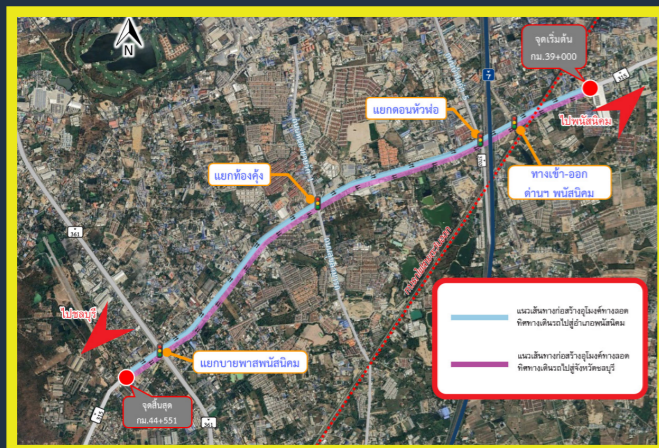 N
จุดเริ่มต้น
กม.39+000
315
7
แยกดอนหัวฬ่อ
ไปพนัสนิคม
ทางเข้า-ออก
ด่านฯ พนัสนิคม
แยกท้องคุ้ง
361
ไปชลบุรี
แนวเส้นทางก่อสร้างอุโมงค์ทางลอด
ทิศทางเดินรถไปสู่อำเภอพนัสนิคม
แนวเส้นทางก่อสร้างอุโมงค์ทางลอด
ทิศทางเดินรถไปสู่จังหวัดชลบุรี
แยกบายพาสพนัสนิคม
จุดสิ้นสุด
กม.44+551